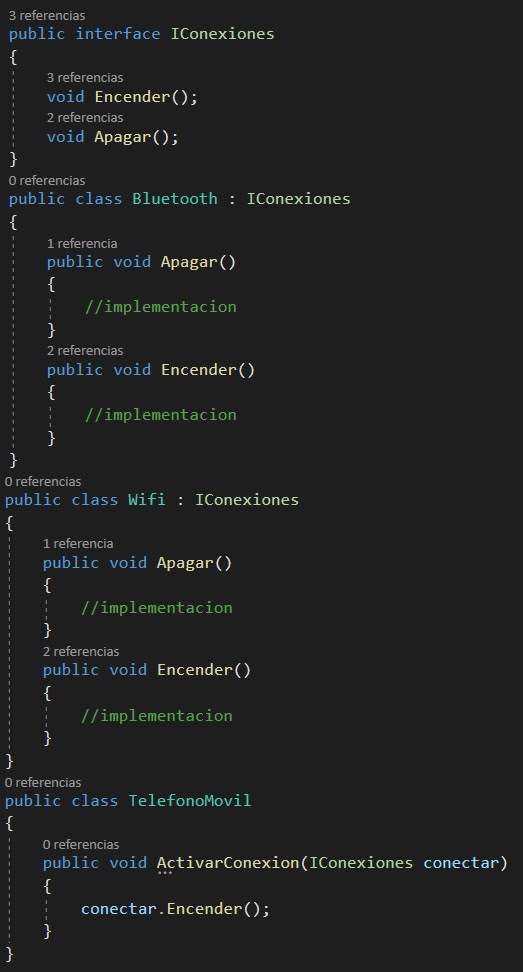 3 referencias
public interface IConexiones
{
3 referencias
void Encender();
2 referencias
void Apagar();
}
0 referencias
public class Bluetooth : IConexiones
{
1 referencia
public void Apagar()
{
//implementacion
}
2 referencias
public void Encender()
{
//implementacion
}
}
0 referencias
public class Wifi : IConexiones
{
1 referencia
public void Apagar()
{
//implementacion
}
2 referencias
public void Encender()
{
//implementacion
}
}
0 referencias
public class TelefonoMovil
{
0 referencias
public void ActivarConexion(IConexiones conectar)
{
conectar.Encender();
}
}